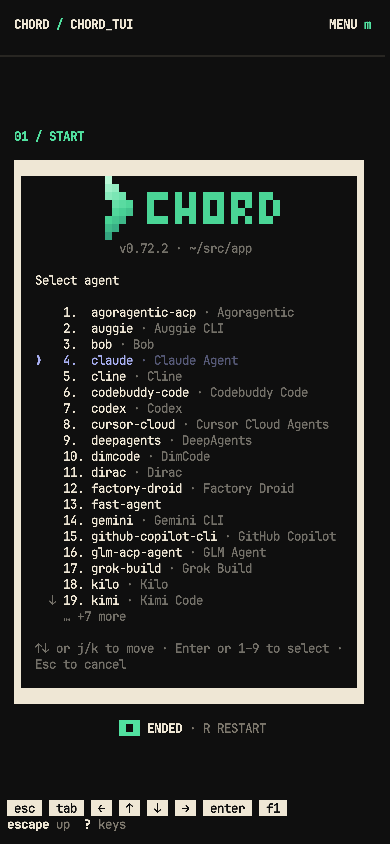 CHORD / CHORD_TUI MENU m
01 / START
CHORD
v0.72.2 · ~/src/app
Select agent
1. agoragentic-acp · Agoragentic
2. auggie · Auggie CLI
3. bob · Bob
❯ 4. claude · Claude Agent
5. cline · Cline
6. codebuddy-code · Codebuddy Code
7. codex · Codex
8. cursor-cloud · Cursor Cloud Agents
9. deepagents · DeepAgents
10. dimcode · DimCode
11. dirac · Dirac
12. factory-droid · Factory Droid
13. fast-agent
14. gemini · Gemini CLI
15. github-copilot-cli · GitHub Copilot
16. glm-acp-agent · GLM Agent
17. grok-build · Grok Build
18. kilo · Kilo
↓ 19. kimi · Kimi Code
… +7 more
↑↓ or j/k to move · Enter or 1–9 to select ·
Esc to cancel
ENDED · R RESTART
esc tab ← ↑ ↓ → enter f1
escape up ? keys